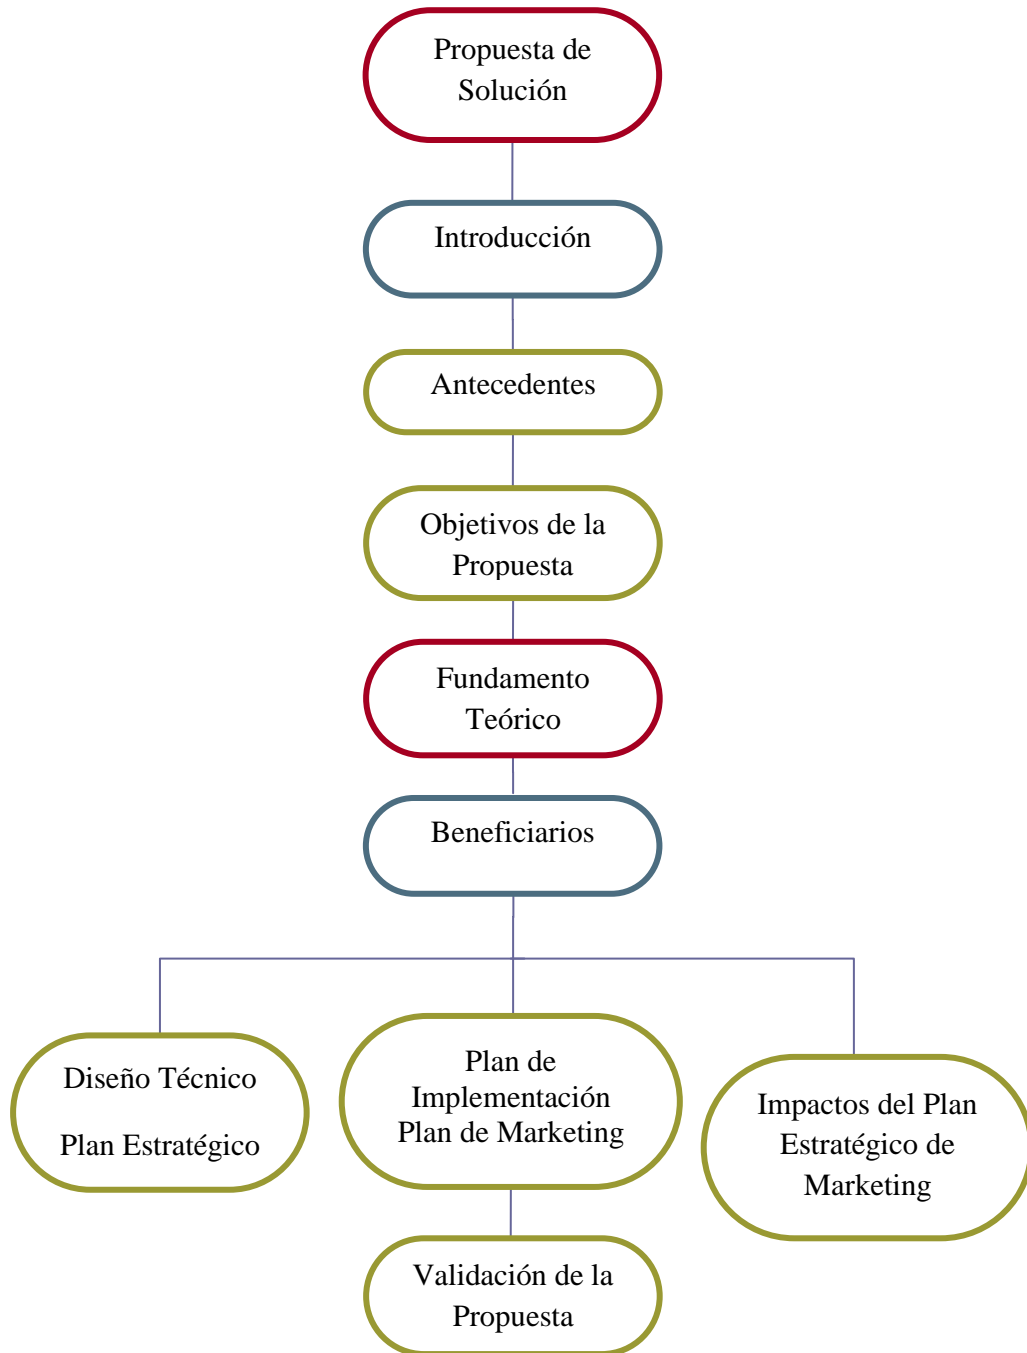 Propuesta de
Solución
Introducción
Antecedentes
Objetivos de la
Propuesta
Fundamento
Teórico
Beneficiarios
Diseño Técnico
Plan Estratégico
Plan de
Implementación
Plan de Marketing
Impactos del Plan
Estratégico de
Marketing
Validación de la
Propuesta